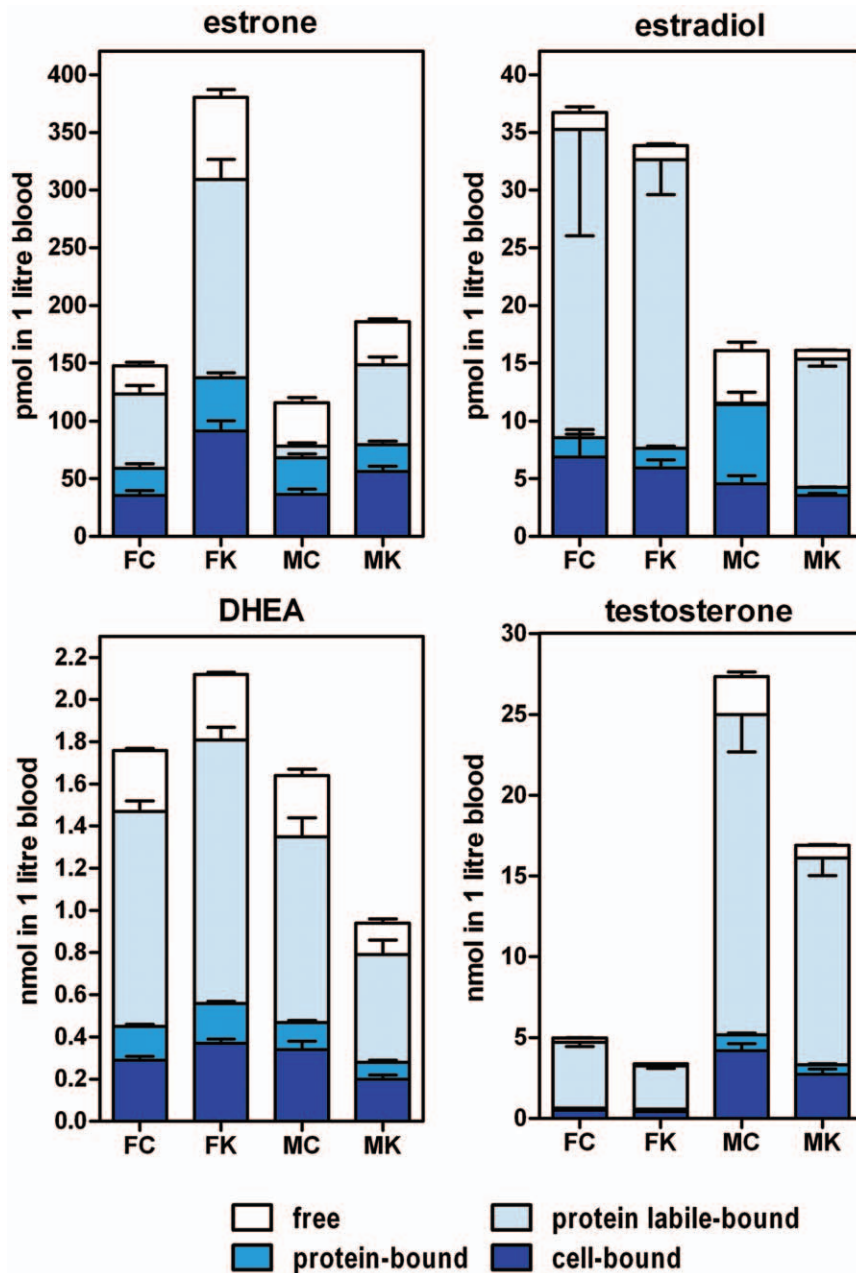 estrone
pmol in 1 litre blood
400
350
300
250
200
150
100
50
0
FC FK MC MK
estradiol
pmol in 1 litre blood
40
35
30
25
20
15
10
5
0
FC FK MC MK
DHEA
nmol in 1 litre blood
2.2
2.0
1.8
1.6
1.4
1.2
1.0
0.8
0.6
0.4
0.2
0.0
FC FK MC MK
testosterone
nmol in 1 litre blood
30
25
20
15
10
5
0
FC FK MC MK
free
protein labile-bound
protein-bound
cell-bound